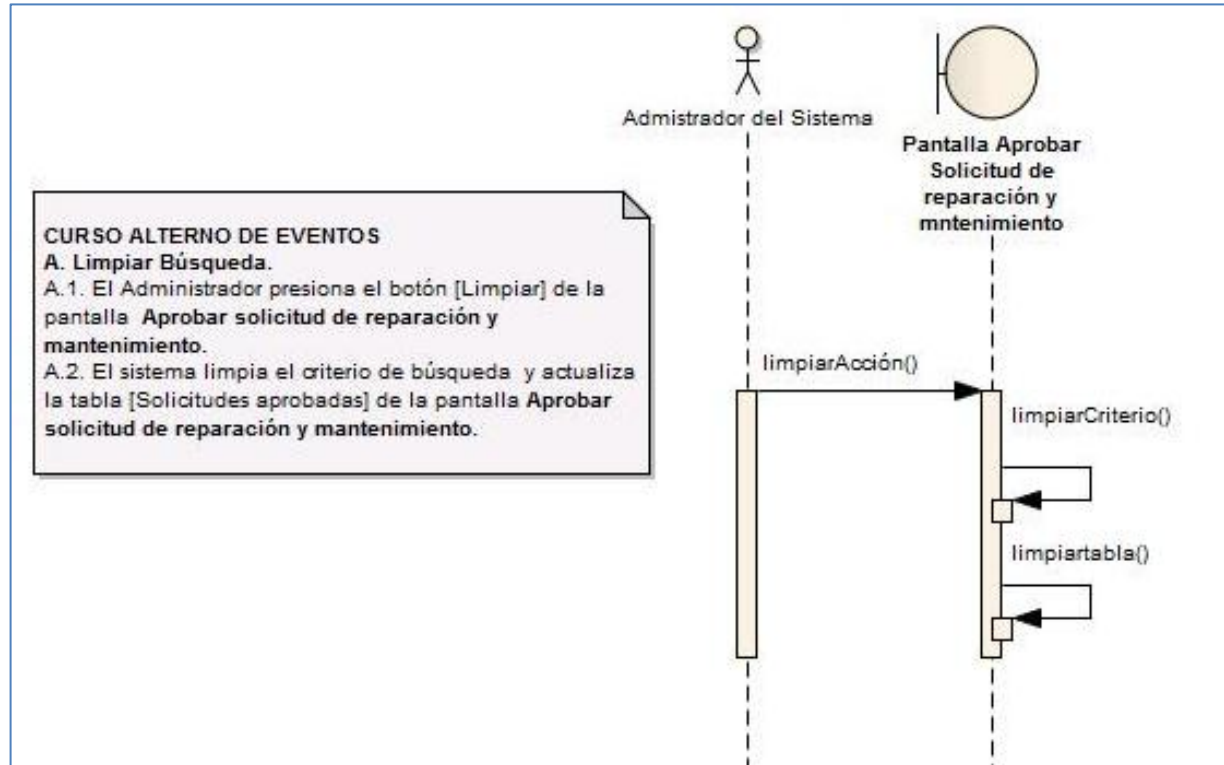 Admistrador del Sistema
Pantalla Aprobar
Solicitud de
reparación y
mntenimiento
CURSO ALTERNO DE EVENTOS
A. Limpiar Búsqueda.
A.1. El Administrador presiona el botón [Limpiar] de la
pantalla Aprobar solicitud de reparación y
mantenimiento.
A.2. El sistema limpia el criterio de búsqueda y actualiza
la tabla [Solicitudes aprobadas] de la pantalla Aprobar
solicitud de reparación y mantenimiento.
limpiarAcción()
limpiarCriterio()
limpiartabla()